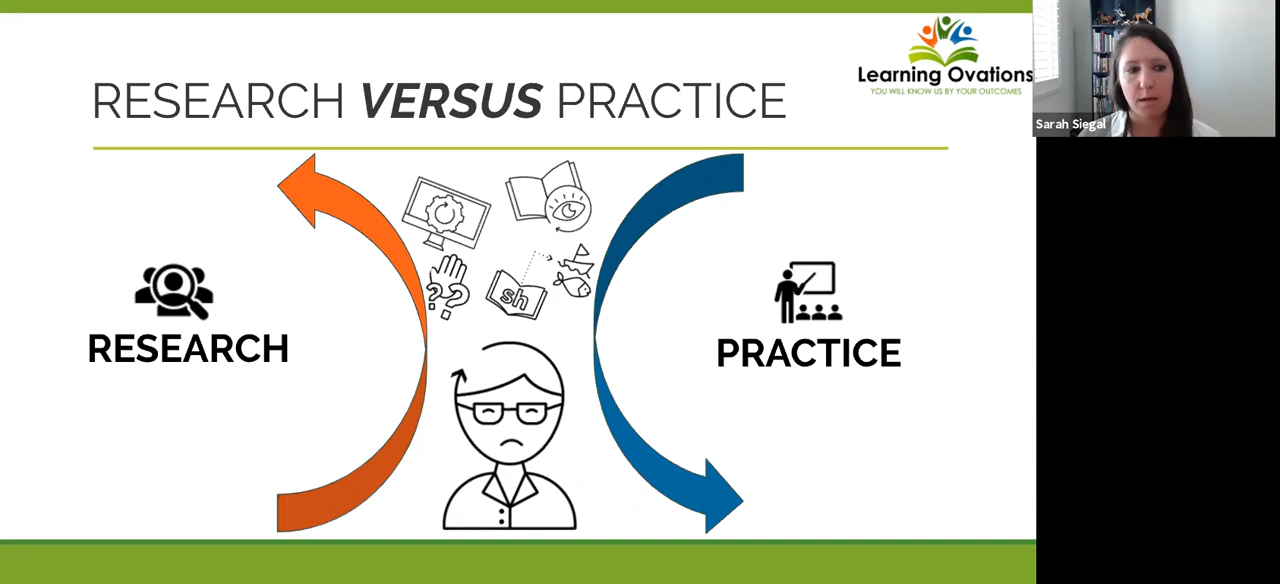 RESEARCH VERSUS PRACTICE
Learning Ovations
YOU WILL KNOW US BY YOUR OUTCOMES
Sarah Siegal
? ?
?
sh
RESEARCH
PRACTICE